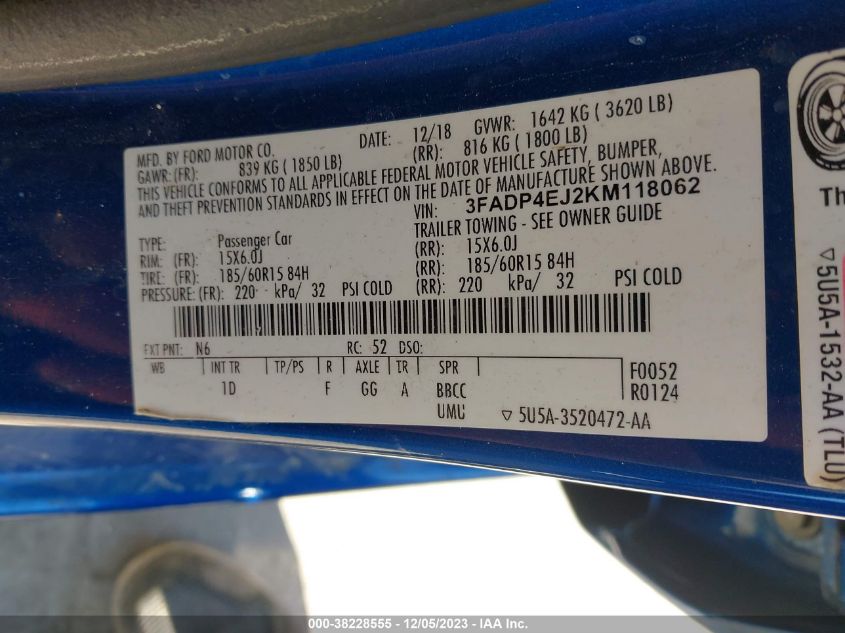 MFD. BY FORD MOTOR CO. DATE: 12/18 GVWR: 1642 KG ( 3620 LB)
GAWR:(FR): 839 KG ( 1850 LB) (RR): 816 KG ( 1800 LB)
THIS VEHICLE CONFORMS TO ALL APPLICABLE FEDERAL MOTOR VEHICLE SAFETY, BUMPER,
AND THEFT PREVENTION STANDARDS IN EFFECT ON THE DATE OF MANUFACTURE SHOWN ABOVE.
VIN: 3FADP4EJ2KM118062
TYPE: Passenger Car TRAILER TOWING - SEE OWNER GUIDE
RIM: (FR): 15X6.0J (RR): 15X6.0J
TIRE: (FR): 185/60R15 84H (RR): 185/60R15 84H
PRESSURE: (FR): 220 kPa/ 32 PSI COLD (RR): 220 kPa/ 32 PSI COLD
EXT PNT: N6 RC: 52 DSO:
WB INT TR TP/PS R AXLE TR SPR F0052
1D F GG A BBCC R0124
UMU ▽ 5U5A-3520472-AA
Th
▽5U5A-1532-AA (TLU)
000-38228555 - 12/05/2023 - IAA Inc.